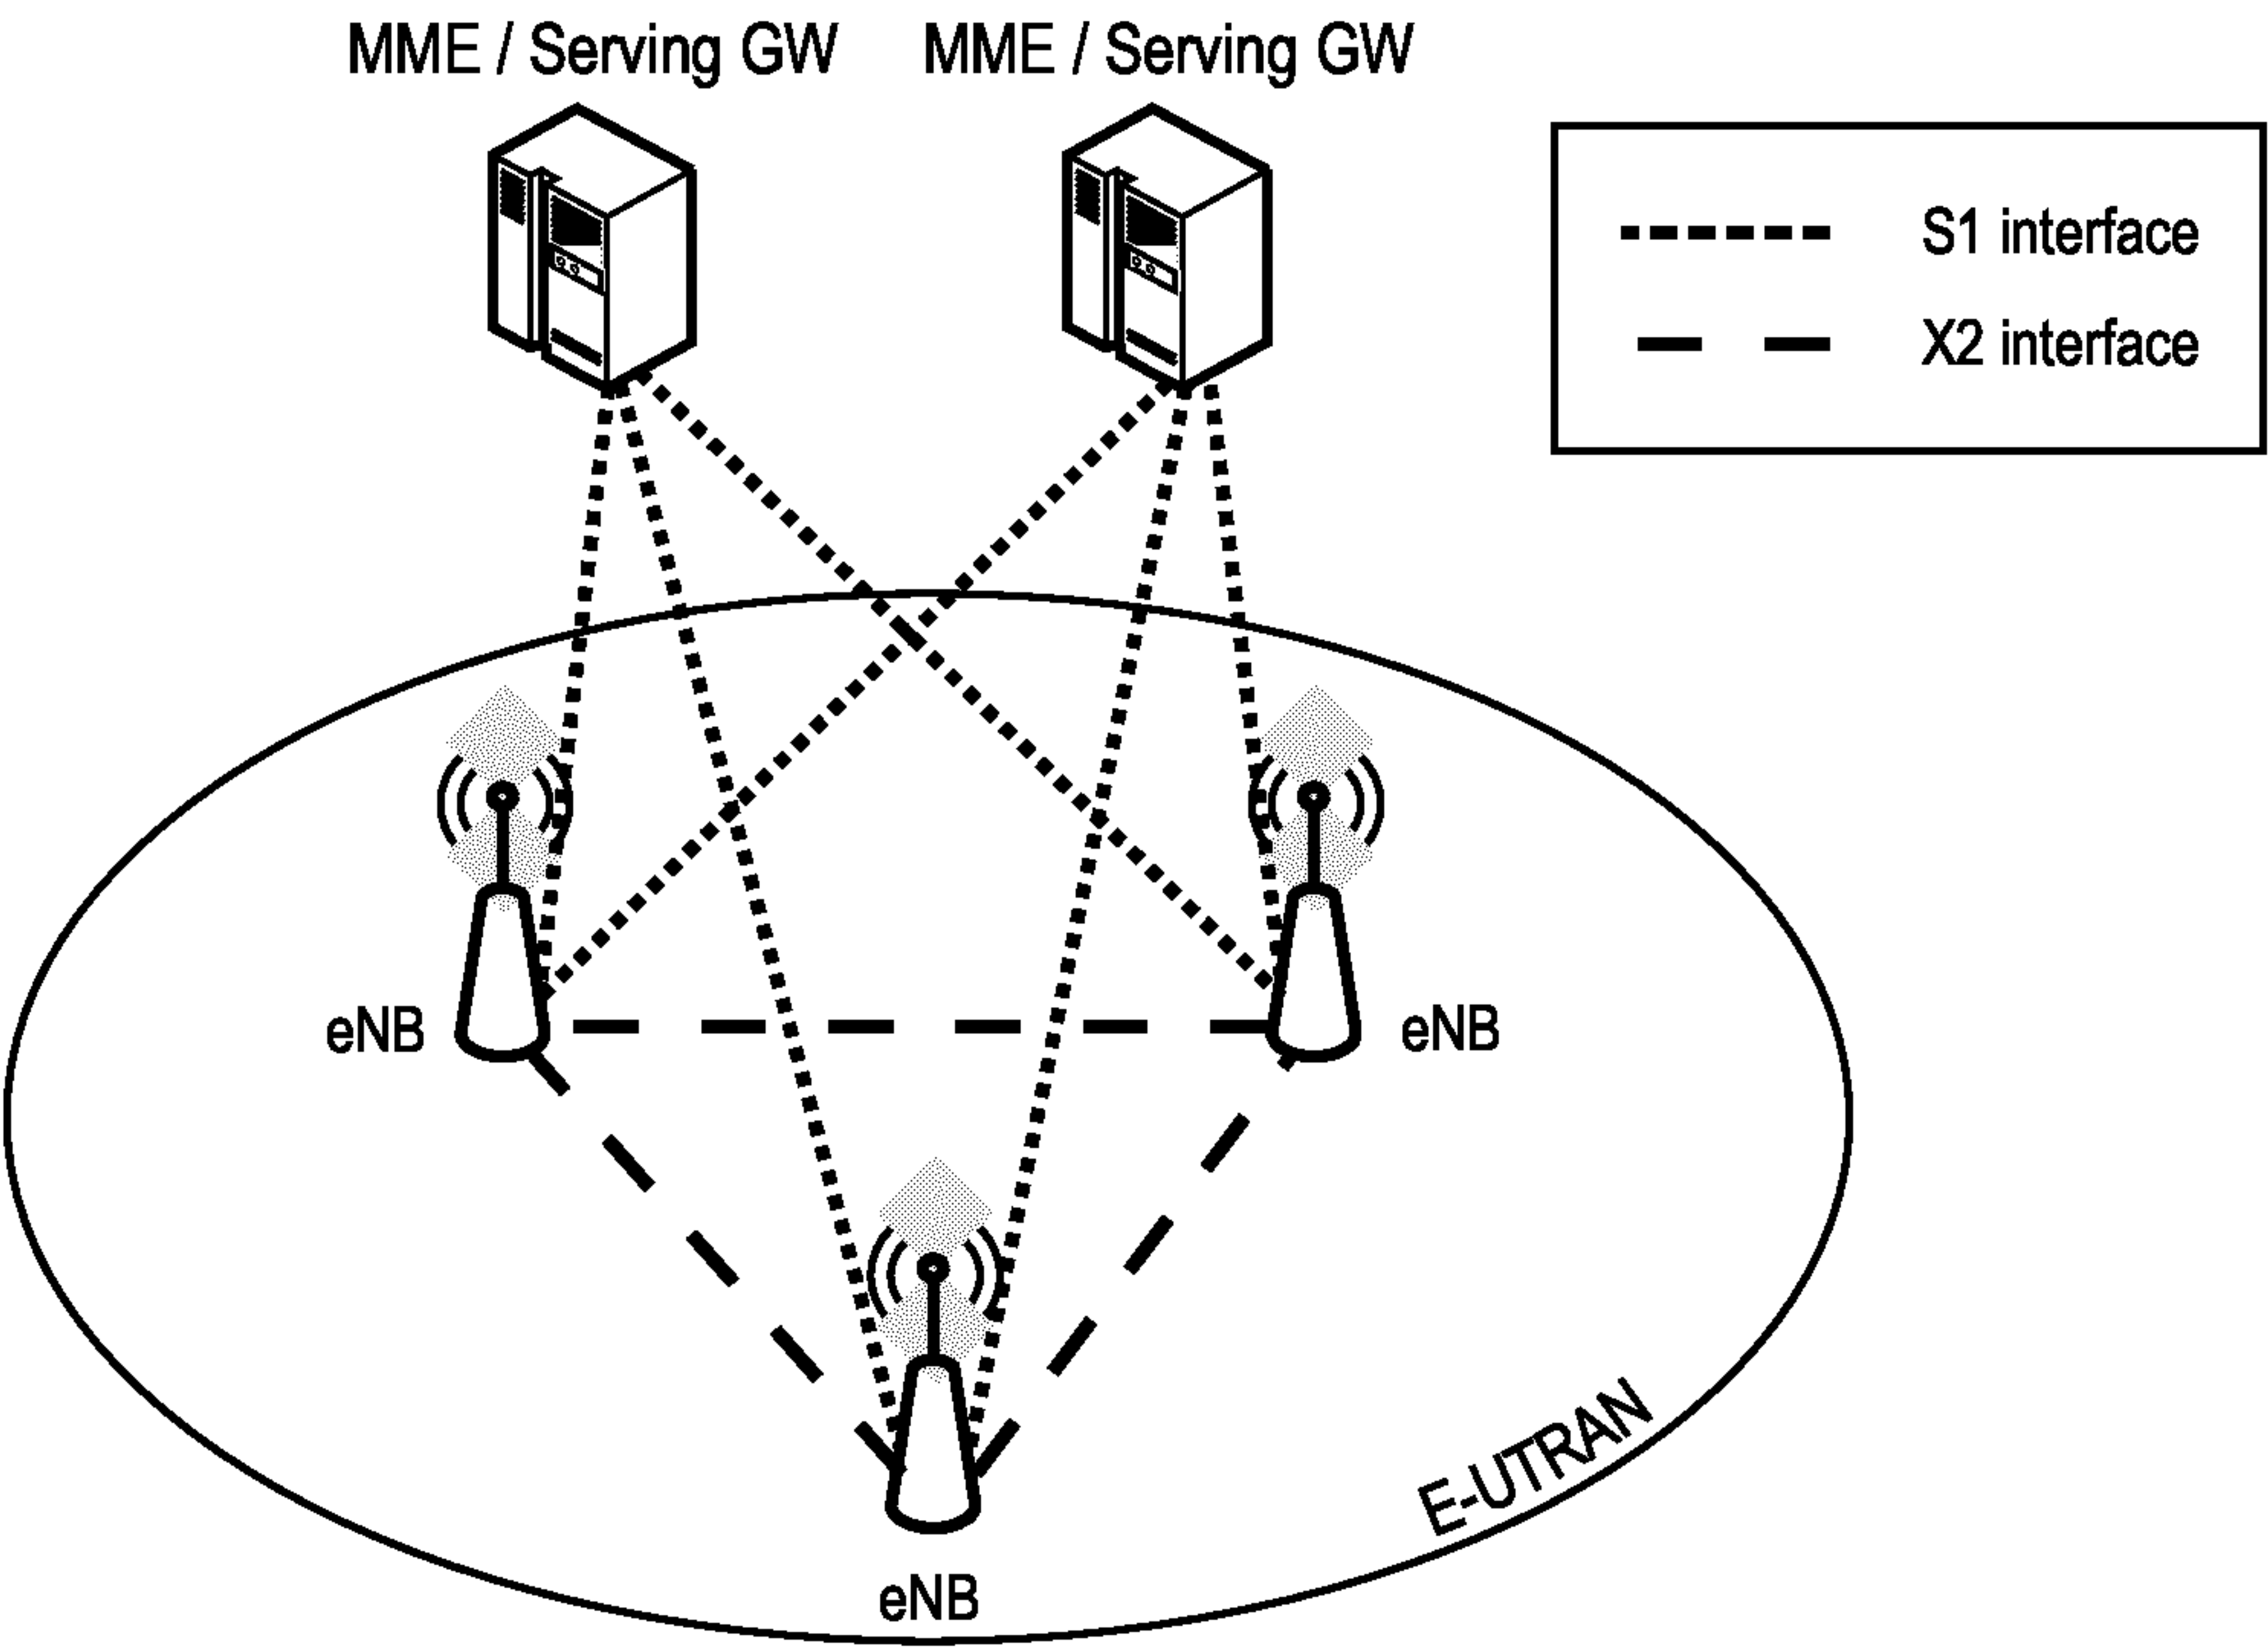 MME / Serving GW
MME / Serving GW
S1 interface
X2 interface
eNB
eNB
E-UTRAN
eNB